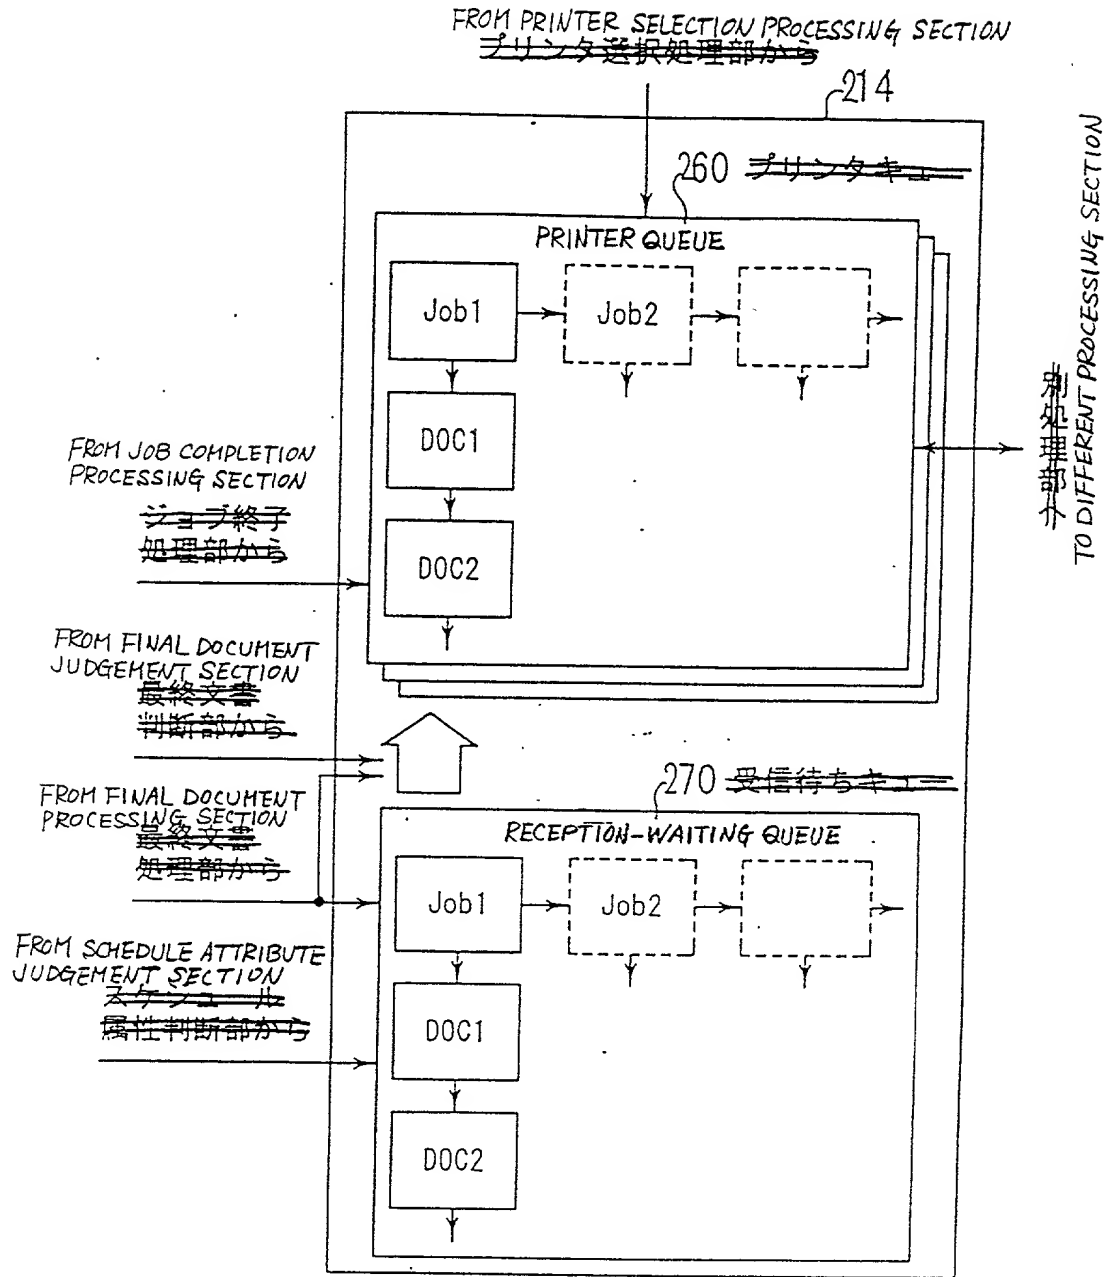 FROM PRINTER SELECTION PROCESSING SECTION
プリンタ選択処理部から
214
260 プリンタキュー
PRINTER QUEUE
Job1
Job2
DOC1
DOC2
TO DIFFERENT PROCESSING SECTION
別処理部へ
FROM JOB COMPLETION
PROCESSING SECTION
ジョブ終了
処理部から
FROM FINAL DOCUMENT
JUDGEMENT SECTION
最終文書
判断部から
FROM FINAL DOCUMENT
PROCESSING SECTION
最終文書
処理部から
270 受信待ちキュー
RECEPTION-WAITING QUEUE
Job1
Job2
DOC1
DOC2
FROM SCHEDULE ATTRIBUTE
JUDGEMENT SECTION
スケジュール
属性判断部から